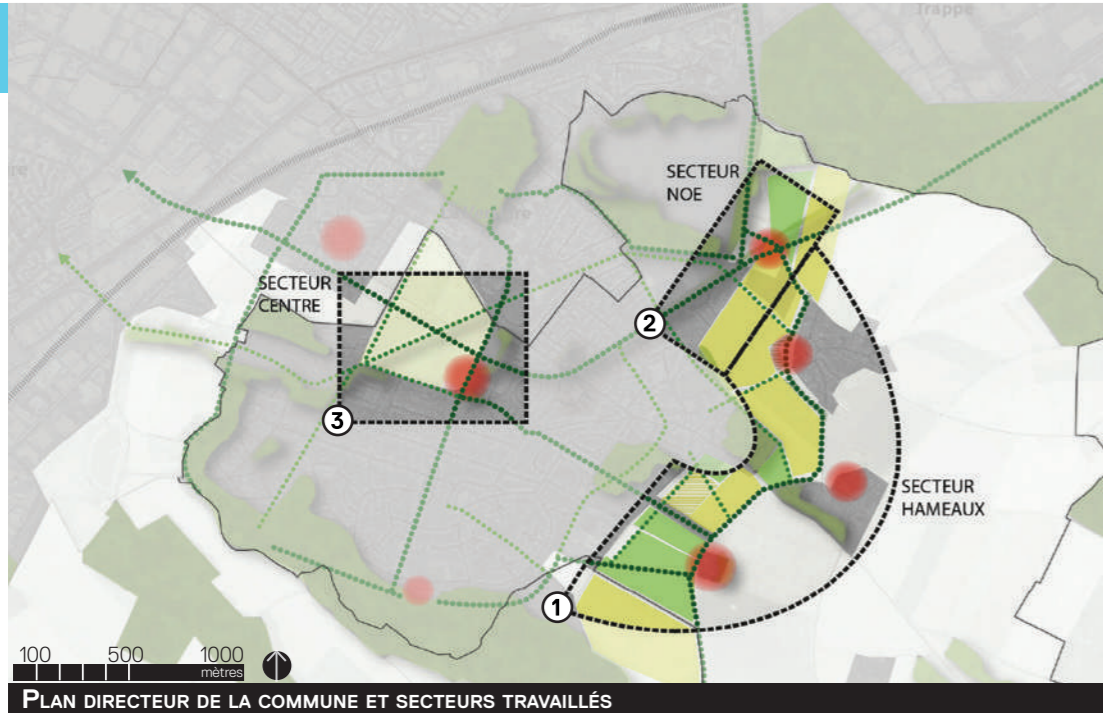 Trappe
SECTEUR
NOE
SECTEUR
CENTRE
2
3
SECTEUR
HAMEAUX
1
100 500 1000
mètres
PLAN DIRECTEUR DE LA COMMUNE ET SECTEURS TRAVAILLÉS